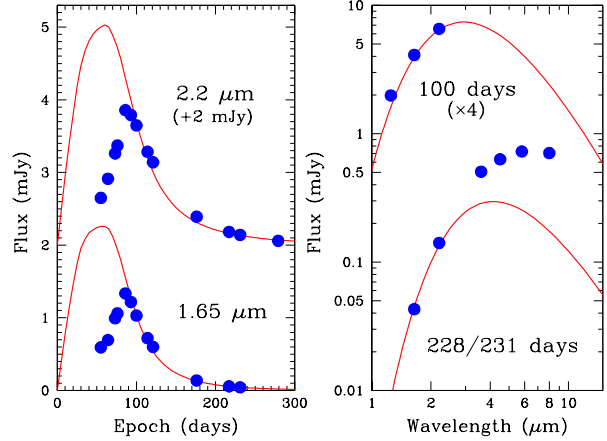 5
4
3
2
1
0
Flux (mJy)
2.2 μm
(+2 mJy)
1.65 μm
0
100
200
300
Epoch (days)
10
5
1
0.5
0.1
0.05
0.01
Flux (mJy)
100 days
(×4)
228/231 days
1
2
4
6
8
10
Wavelength (μm)